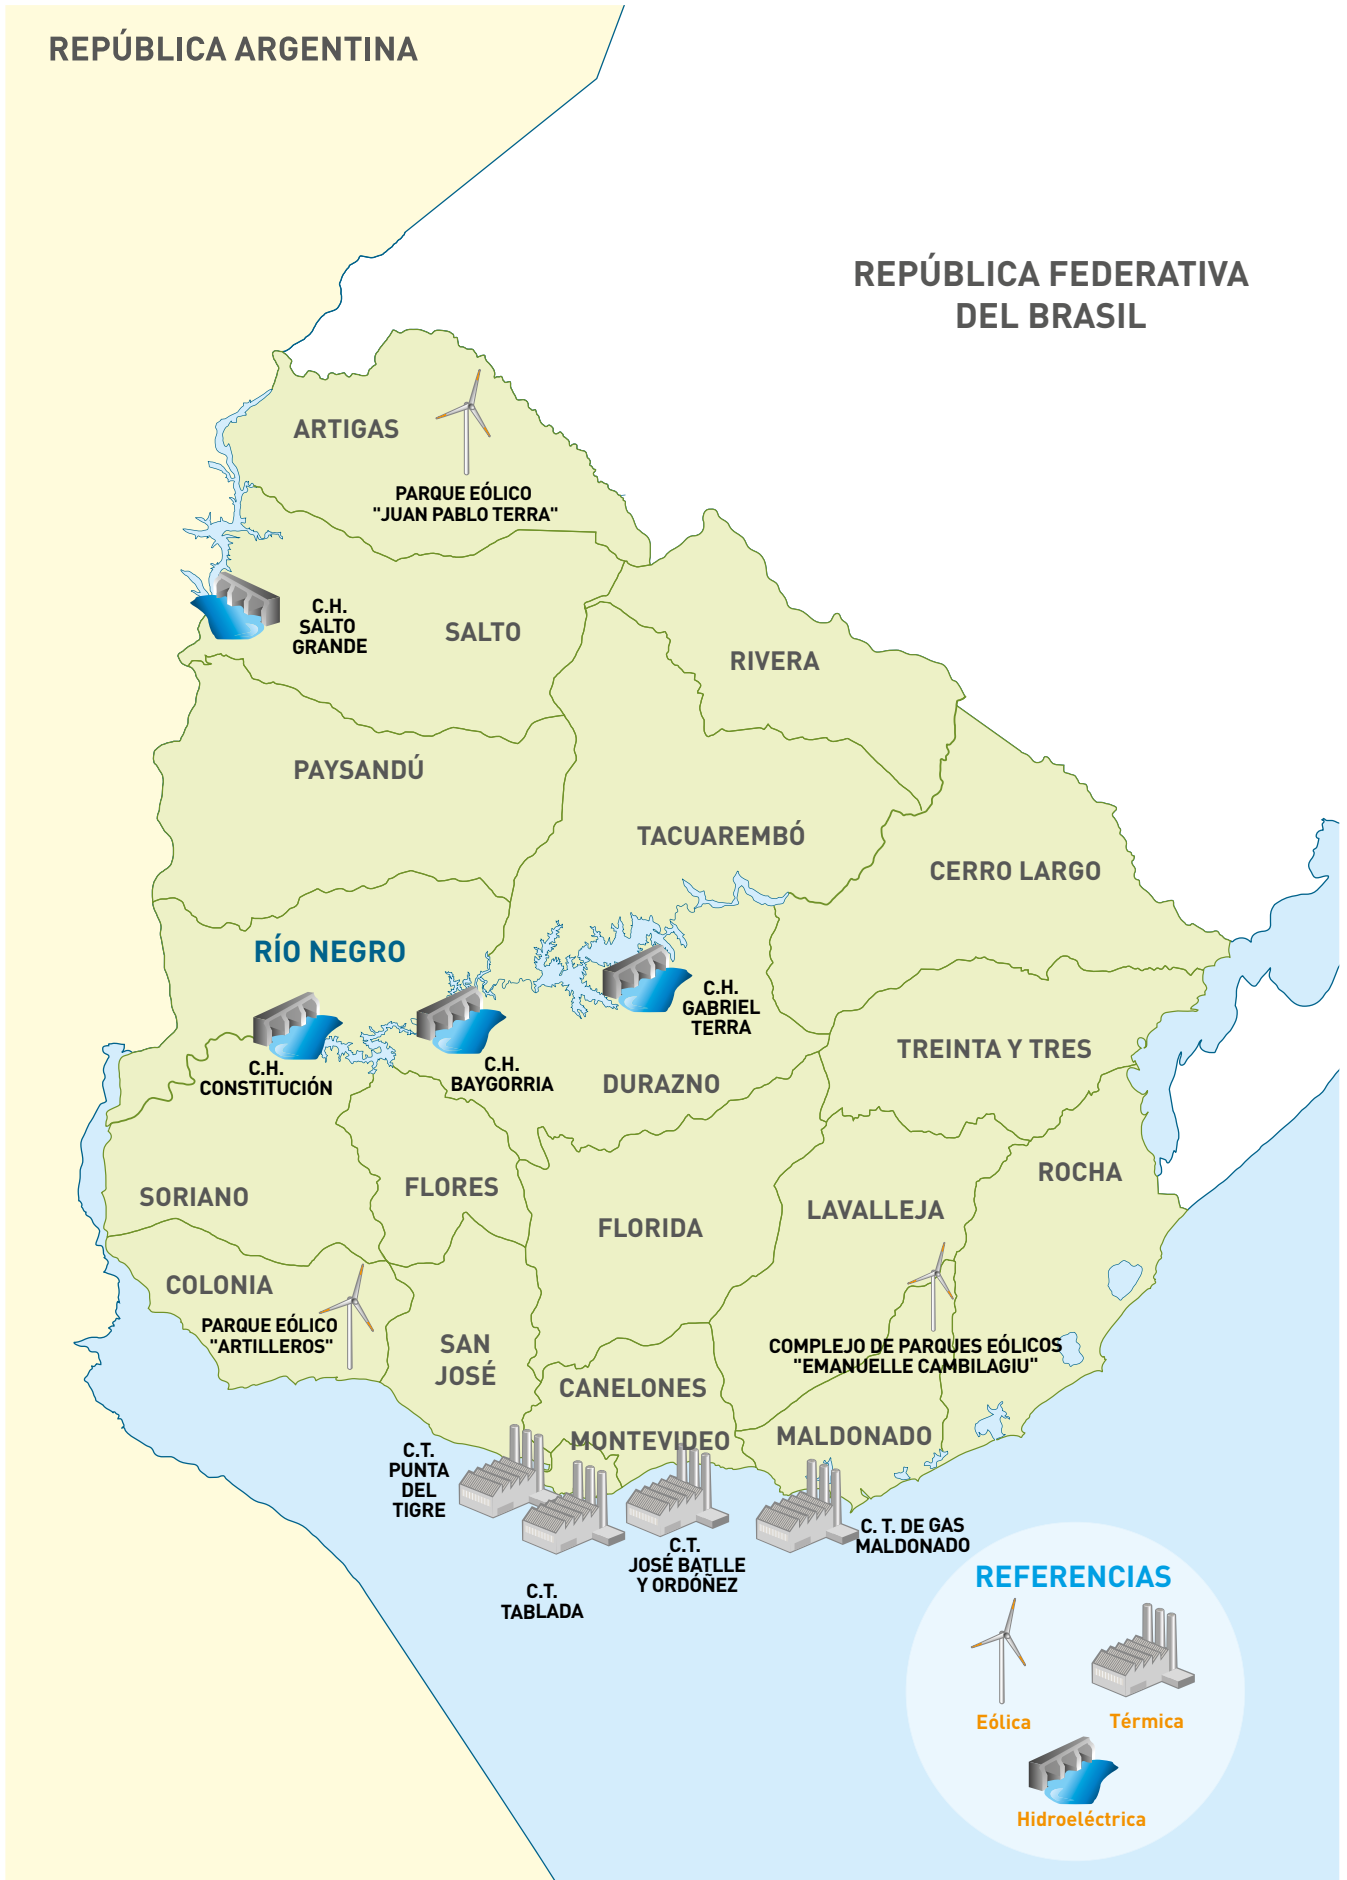 REPÚBLICA ARGENTINA
REPÚBLICA FEDERATIVA
DEL BRASIL
ARTIGAS
PARQUE EÓLICO
"JUAN PABLO TERRA"
C.H.
SALTO
GRANDE
SALTO
RIVERA
PAYSANDÚ
TACUAREMBÓ
CERRO LARGO
RÍO NEGRO
C.H.
GABRIEL
TERRA
C.H.
CONSTITUCIÓN
C.H.
BAYGORRIA
DURAZNO
TREINTA Y TRES
SORIANO
FLORES
FLORIDA
LAVALLEJA
ROCHA
COLONIA
PARQUE EÓLICO
"ARTILLEROS"
SAN
JOSÉ
COMPLEJO DE PARQUES EÓLICOS
"EMANUELLE CAMBILAGIU"
CANELONES
MONTEVIDEO
MALDONADO
C.T.
PUNTA
DEL
TIGRE
C.T.
TABLADA
C.T.
JOSÉ BATLLE
Y ORDÓÑEZ
C. T. DE GAS
MALDONADO
REFERENCIAS
Eólica
Térmica
Hidroeléctrica